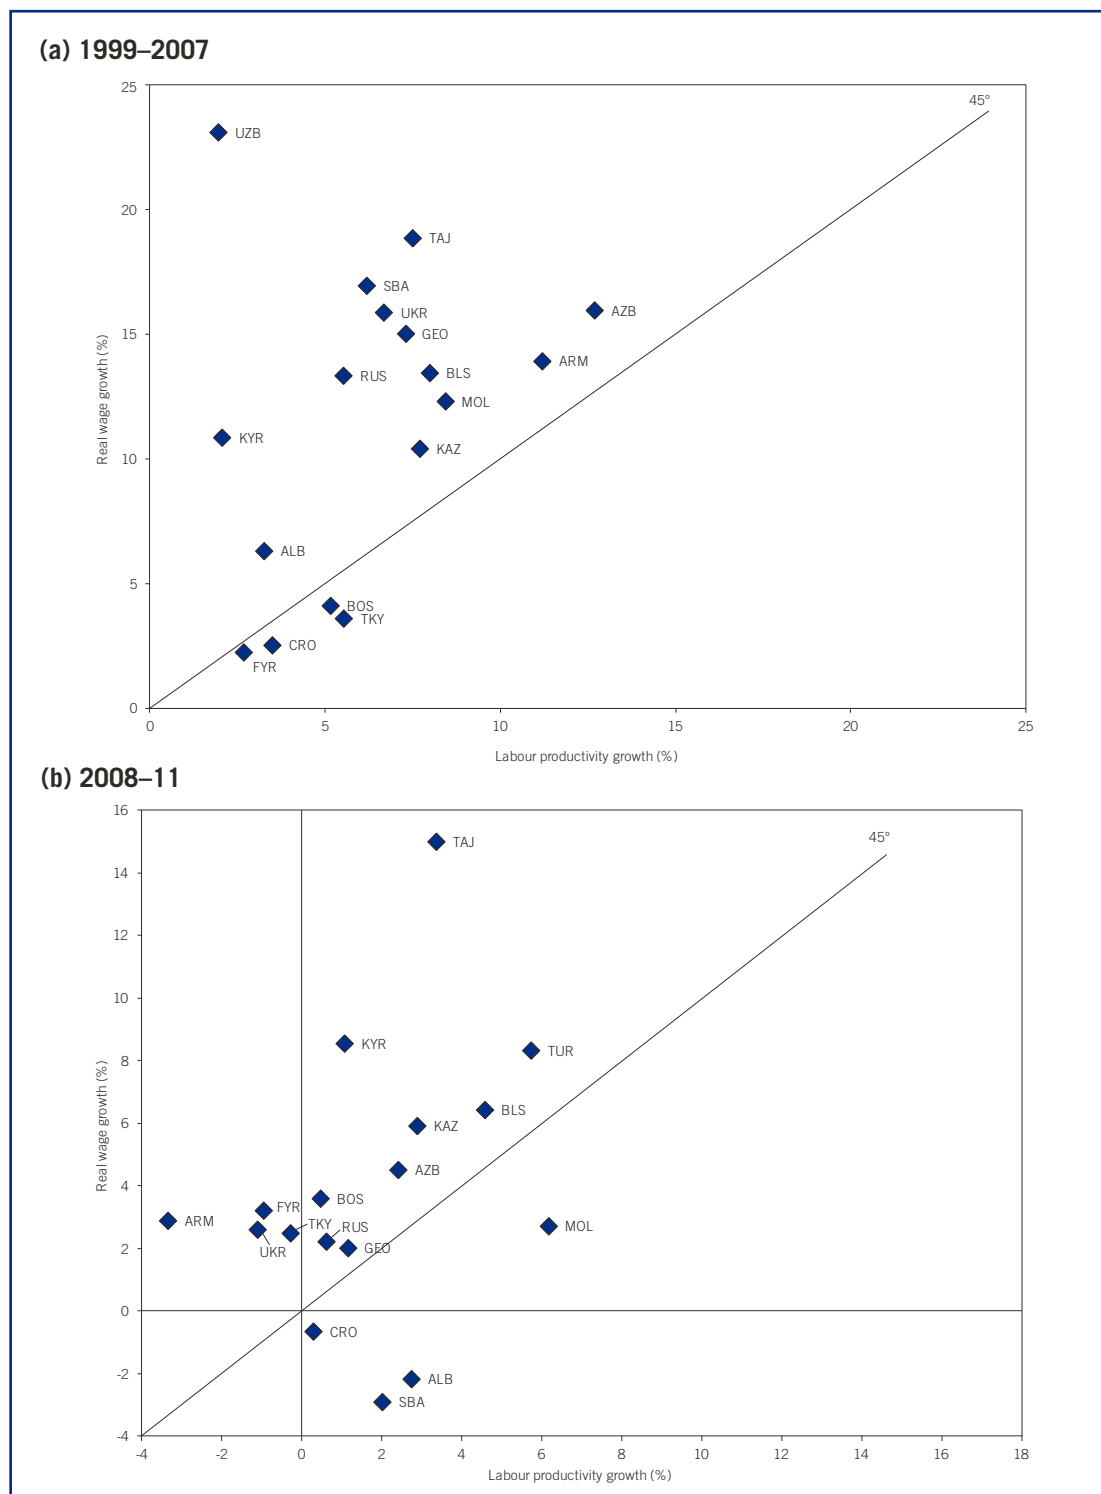 (a) 1999–2007
25
45°
UZB
20
TAJ
SBA
UKR
AZB
GEO
15
ARM
RUS
BLS
MOL
KYR
KAZ
Real wage growth (%)
10
ALB
5
BOS
TKY
CRO
FYR
0
0 5 10 15 20 25
Labour productivity growth (%)
(b) 2008–11
16
45°
TAJ
14
12
10
KYR
TUR
8
BLS
Real wage growth (%)
KAZ
6
AZB
4
BOS
FYR
ARM
TKY
RUS
MOL
UKR
GEO
2
0
CRO
-2
ALB
SBA
-4
-4 -2 0 2 4 6 8 10 12 14 16 18
Labour productivity growth (%)